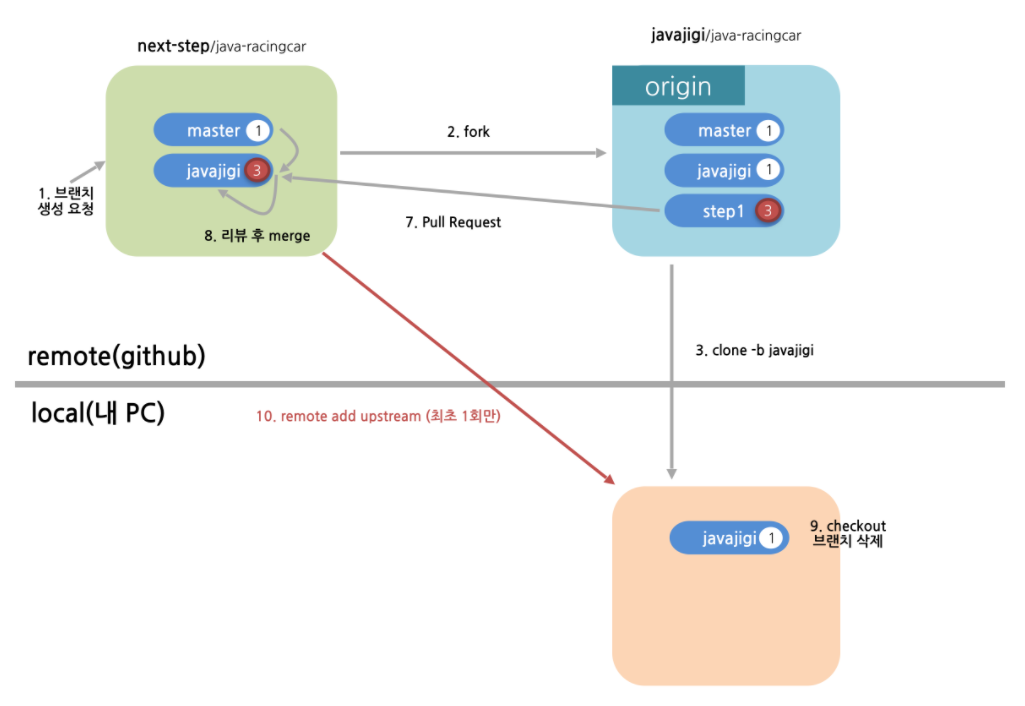 next-step/java-racingcar
javajigi/java-racingcar
origin
master 1
javajigi 3
master 1
javajigi 1
step1 3
1. 브랜치
생성 요청
2. fork
7. Pull Request
8. 리뷰 후 merge
remote(github)
3. clone -b javajigi
local(내 PC)
10. remote add upstream (최초 1회만)
javajigi 1
9. checkout
브랜치 삭제